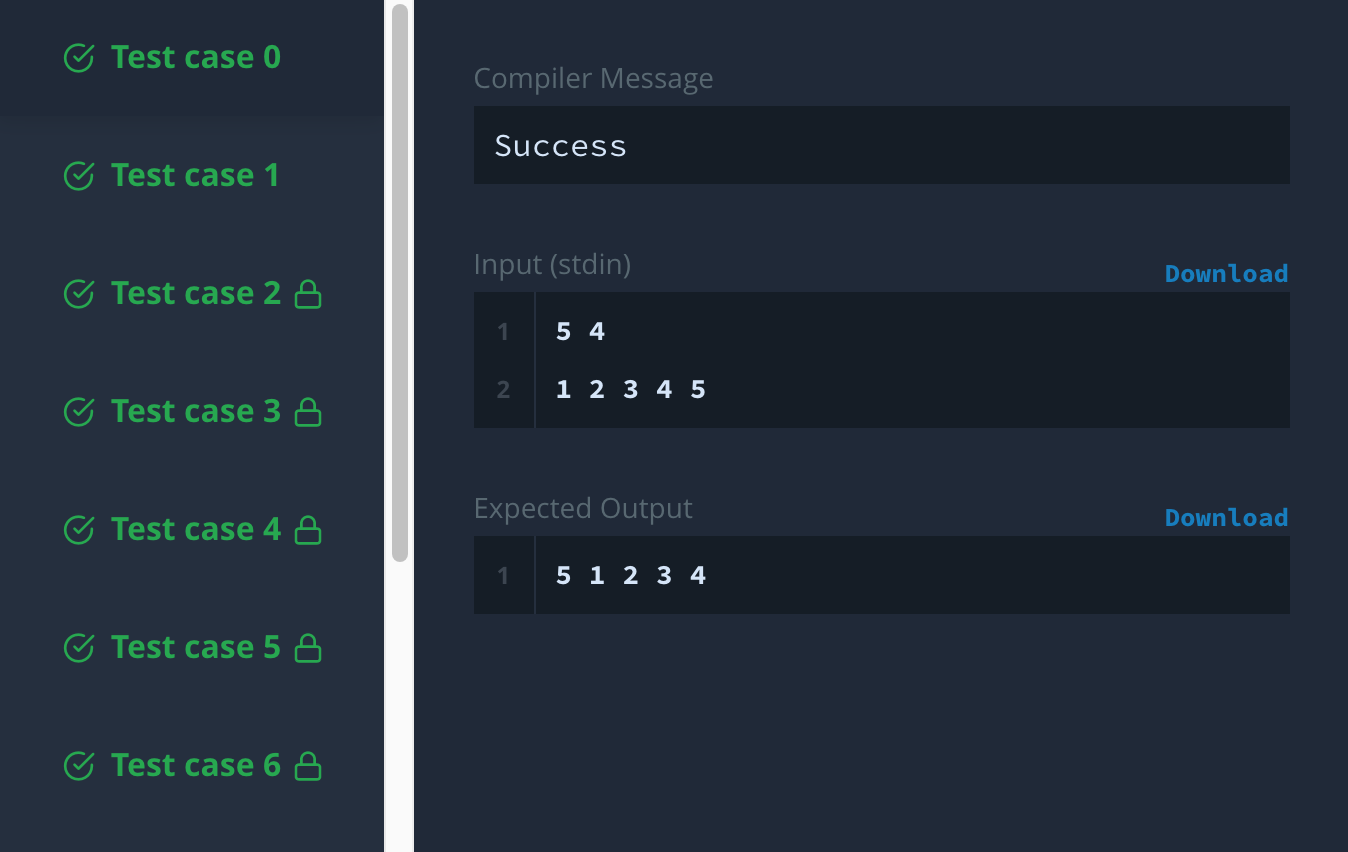 Test case 0
Test case 1
Test case 2
Test case 3
Test case 4
Test case 5
Test case 6
Compiler Message
Success
Input (stdin)
Download
1 5 4
2 1 2 3 4 5
Expected Output
Download
1 5 1 2 3 4